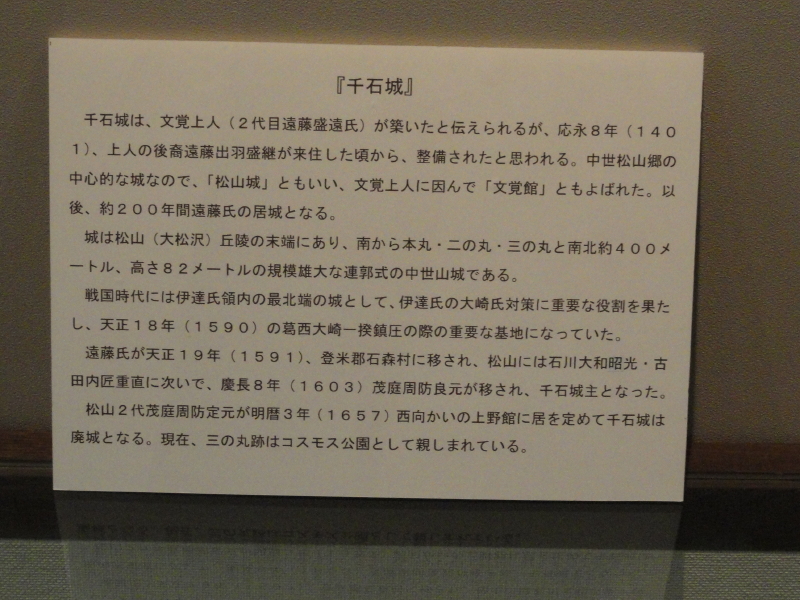 『千石城』
千石城は、文覚上人（２代目遠藤盛遠氏）が築いたと伝えられるが、応永８年（１４０
１）、上人の後裔遠藤出羽盛継が来住した頃から、整備されたと思われる。中世松山郷の
中心的な城なので、「松山城」ともいい、文覚上人に因んで「文覚館」ともよばれた。以
後、約２００年間遠藤氏の居城となる。
城は松山（大松沢）丘陵の末端にあり、南から本丸・二の丸・三の丸と南北約４００メ
ートル、高さ８２メートルの規模雄大な連郭式の中世山城である。
戦国時代には伊達氏領内の最北端の城として、伊達氏の大崎氏対策に重要な役割を果た
し、天正１８年（１５９０）の葛西大崎一揆鎮圧の際の重要な基地になっていた。
遠藤氏が天正１９年（１５９１）、登米郡石森村に移され、松山には石川大和昭光・古
田内匠重直に次いで、慶長８年（１６０３）茂庭周防良元が移され、千石城主となった。
松山２代茂庭周防定元が明暦３年（１６５７）西向かいの上野館に居を定めて千石城は
廃城となる。現在、三の丸跡はコスモス公園として親しまれている。